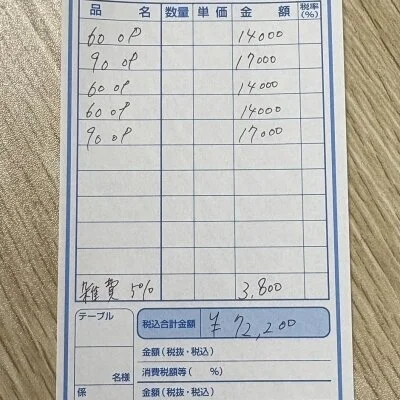 品名 数量 単価 金額 税率(%)
60 OP 14000
90 OP 17000
60 OP 14000
60 OP 14000
90 OP 17000
雑費 5% 3,800
テーブル 税込合計金額 ¥72,200
金額(税抜・税込)
名様 消費税額等( %)
係 金額(税抜・税込)